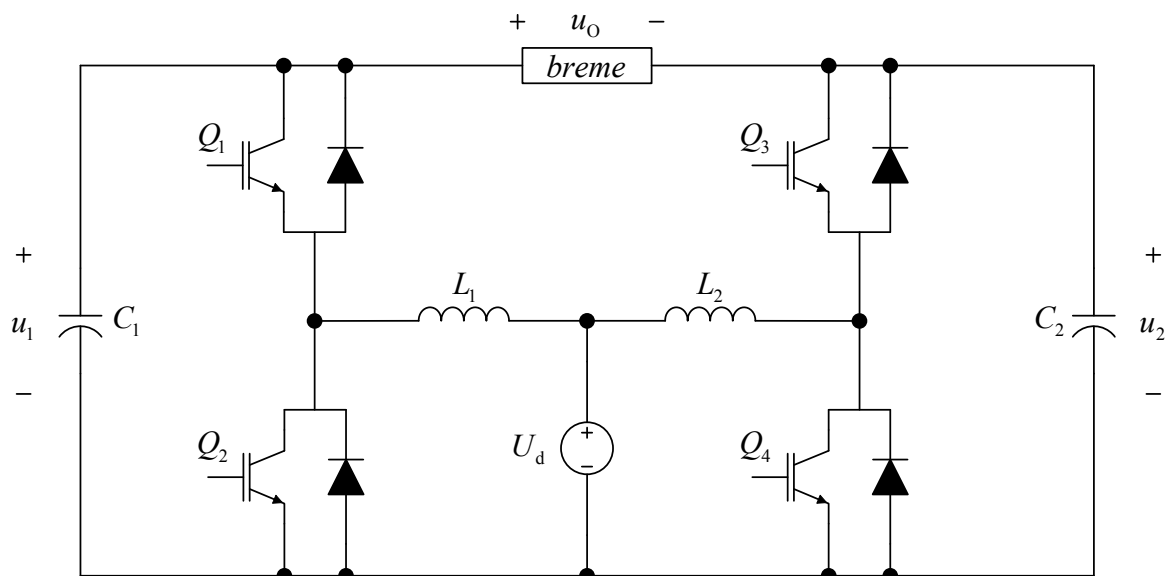 + u_O −
breme
Q_1
Q_3
+
+
L_1
L_2
u_1
C_1
C_2
u_2
−
−
Q_2
U_d
+
−
Q_4